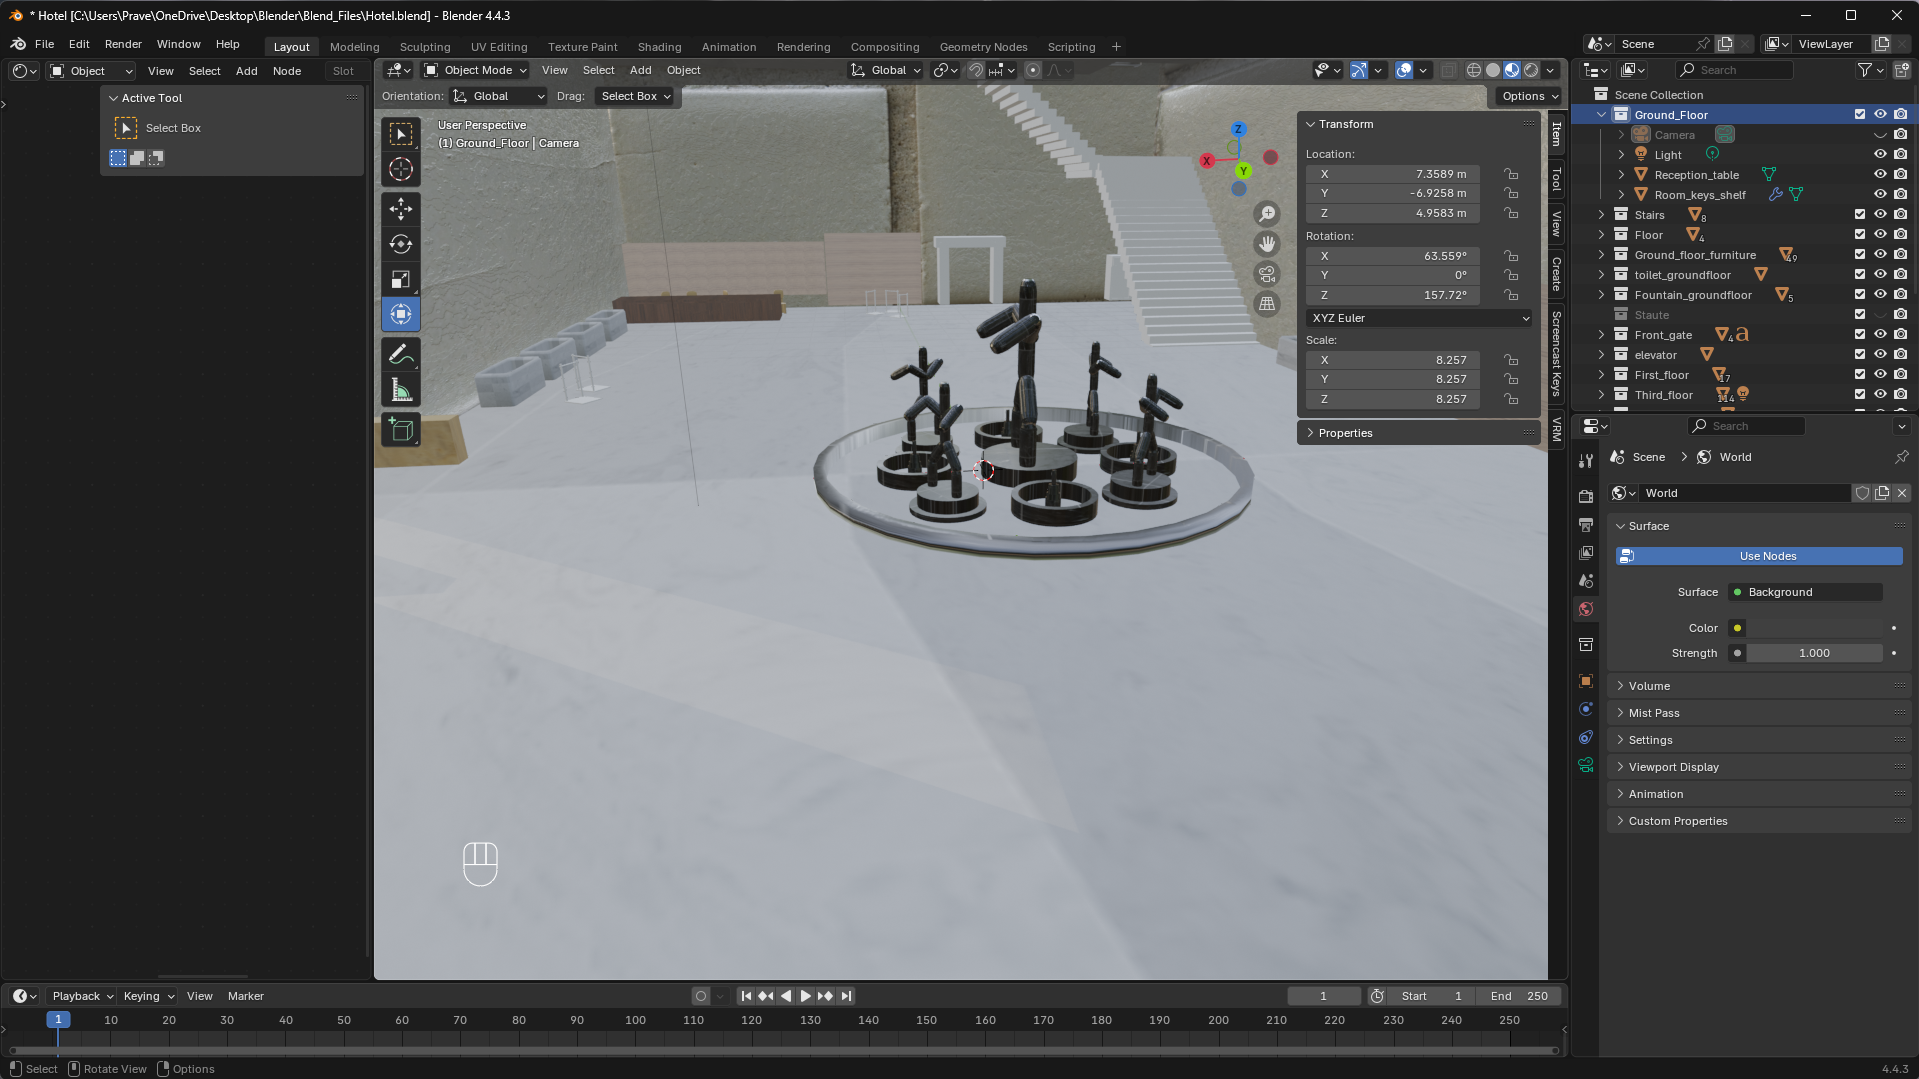 * Hotel [C:\Users\Prave\OneDrive\Desktop\Blender\Blend_Files\Hotel.blend] - Blender 4.4.3
File Edit Render Window Help Layout Modeling Sculpting UV Editing Texture Paint Shading Animation Rendering Compositing Geometry Nodes Scripting + Scene ViewLayer
Object View Select Add Node Slot
Object Mode View Select Add Object Global
Search
Orientation: Global Drag: Select Box Options
Active Tool
Select Box
User Perspective
(1) Ground_Floor | Camera
Z
X
Y
Transform
Location:
X 7.3589 m
Y -6.9258 m
Z 4.9583 m
Rotation:
X 63.559°
Y 0°
Z 157.72°
XYZ Euler
Scale:
X 8.257
Y 8.257
Z 8.257
Properties
Item
Tool
View
Create
Screencast Keys
VRM
Scene Collection
Ground_Floor
Camera
Light
Reception_table
Room_keys_shelf
Stairs 8
Floor 4
Ground_floor_furniture 49
toilet_groundfloor
Fountain_groundfloor 5
Staute
Front_gate 4 a
elevator
First_floor 17
Third_floor 114
Search
Scene > World
World
Surface
Use Nodes
Surface Background
Color
Strength 1.000
Volume
Mist Pass
Settings
Viewport Display
Animation
Custom Properties
Playback Keying View Marker 1 Start 1 End 250
1 10 20 30 40 50 60 70 80 90 100 110 120 130 140 150 160 170 180 190 200 210 220 230 240 250
Select Rotate View Options 4.4.3